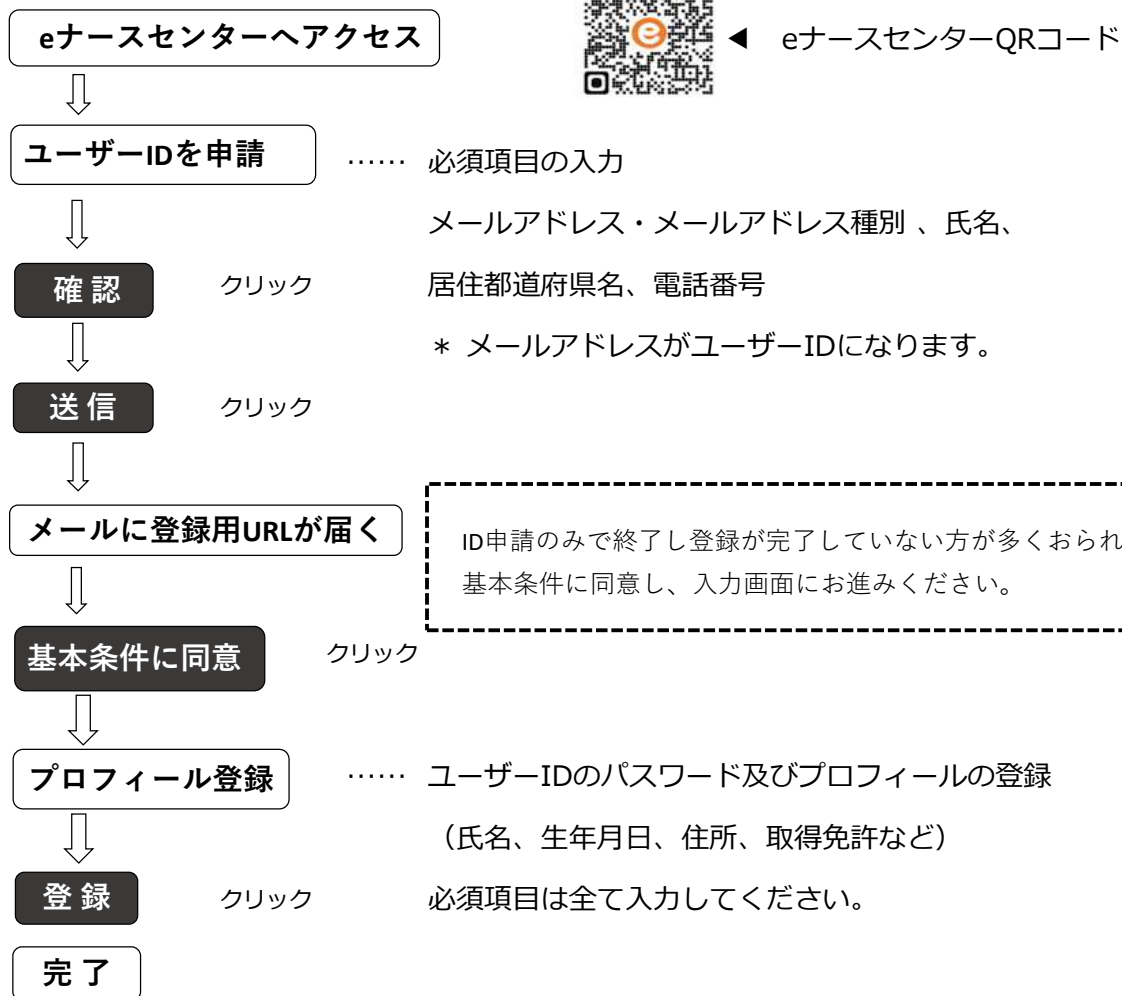 eナースセンターへアクセス
e
◀ eナースセンターQRコード
ユーザーIDを申請
…… 必須項目の入力
メールアドレス・メールアドレス種別 、氏名、
確 認 クリック
居住都道府県名、電話番号
＊ メールアドレスがユーザーIDになります。
送 信 クリック
メールに登録用URLが届く
ID申請のみで終了し登録が完了していない方が多くおられ
基本条件に同意し、入力画面にお進みください。
基本条件に同意 クリック
プロフィール登録
…… ユーザーIDのパスワード及びプロフィールの登録
（氏名、生年月日、住所、取得免許など）
登 録 クリック
必須項目は全て入力してください。
完 了